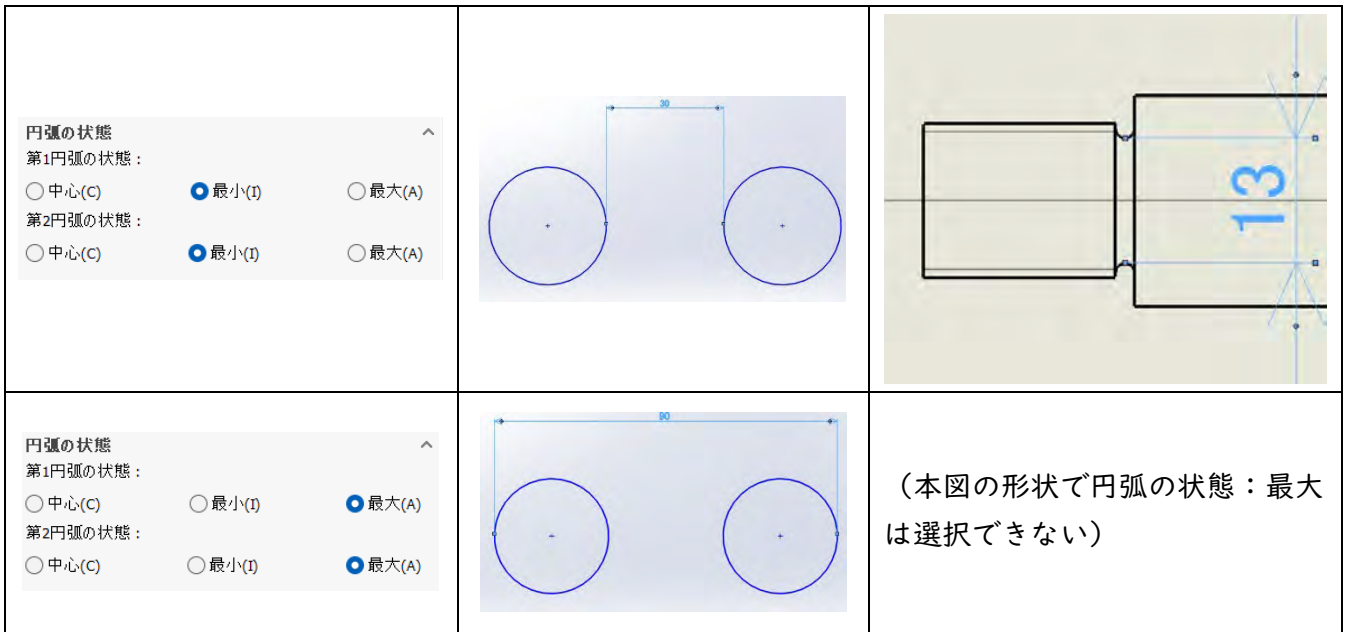 円弧の状態
第1円弧の状態：
中心(C) 最小(I) 最大(A)
第2円弧の状態：
中心(C) 最小(I) 最大(A)
30
13
円弧の状態
第1円弧の状態：
中心(C) 最小(I) 最大(A)
第2円弧の状態：
中心(C) 最小(I) 最大(A)
90
（本図の形状で円弧の状態：最大
は選択できない）